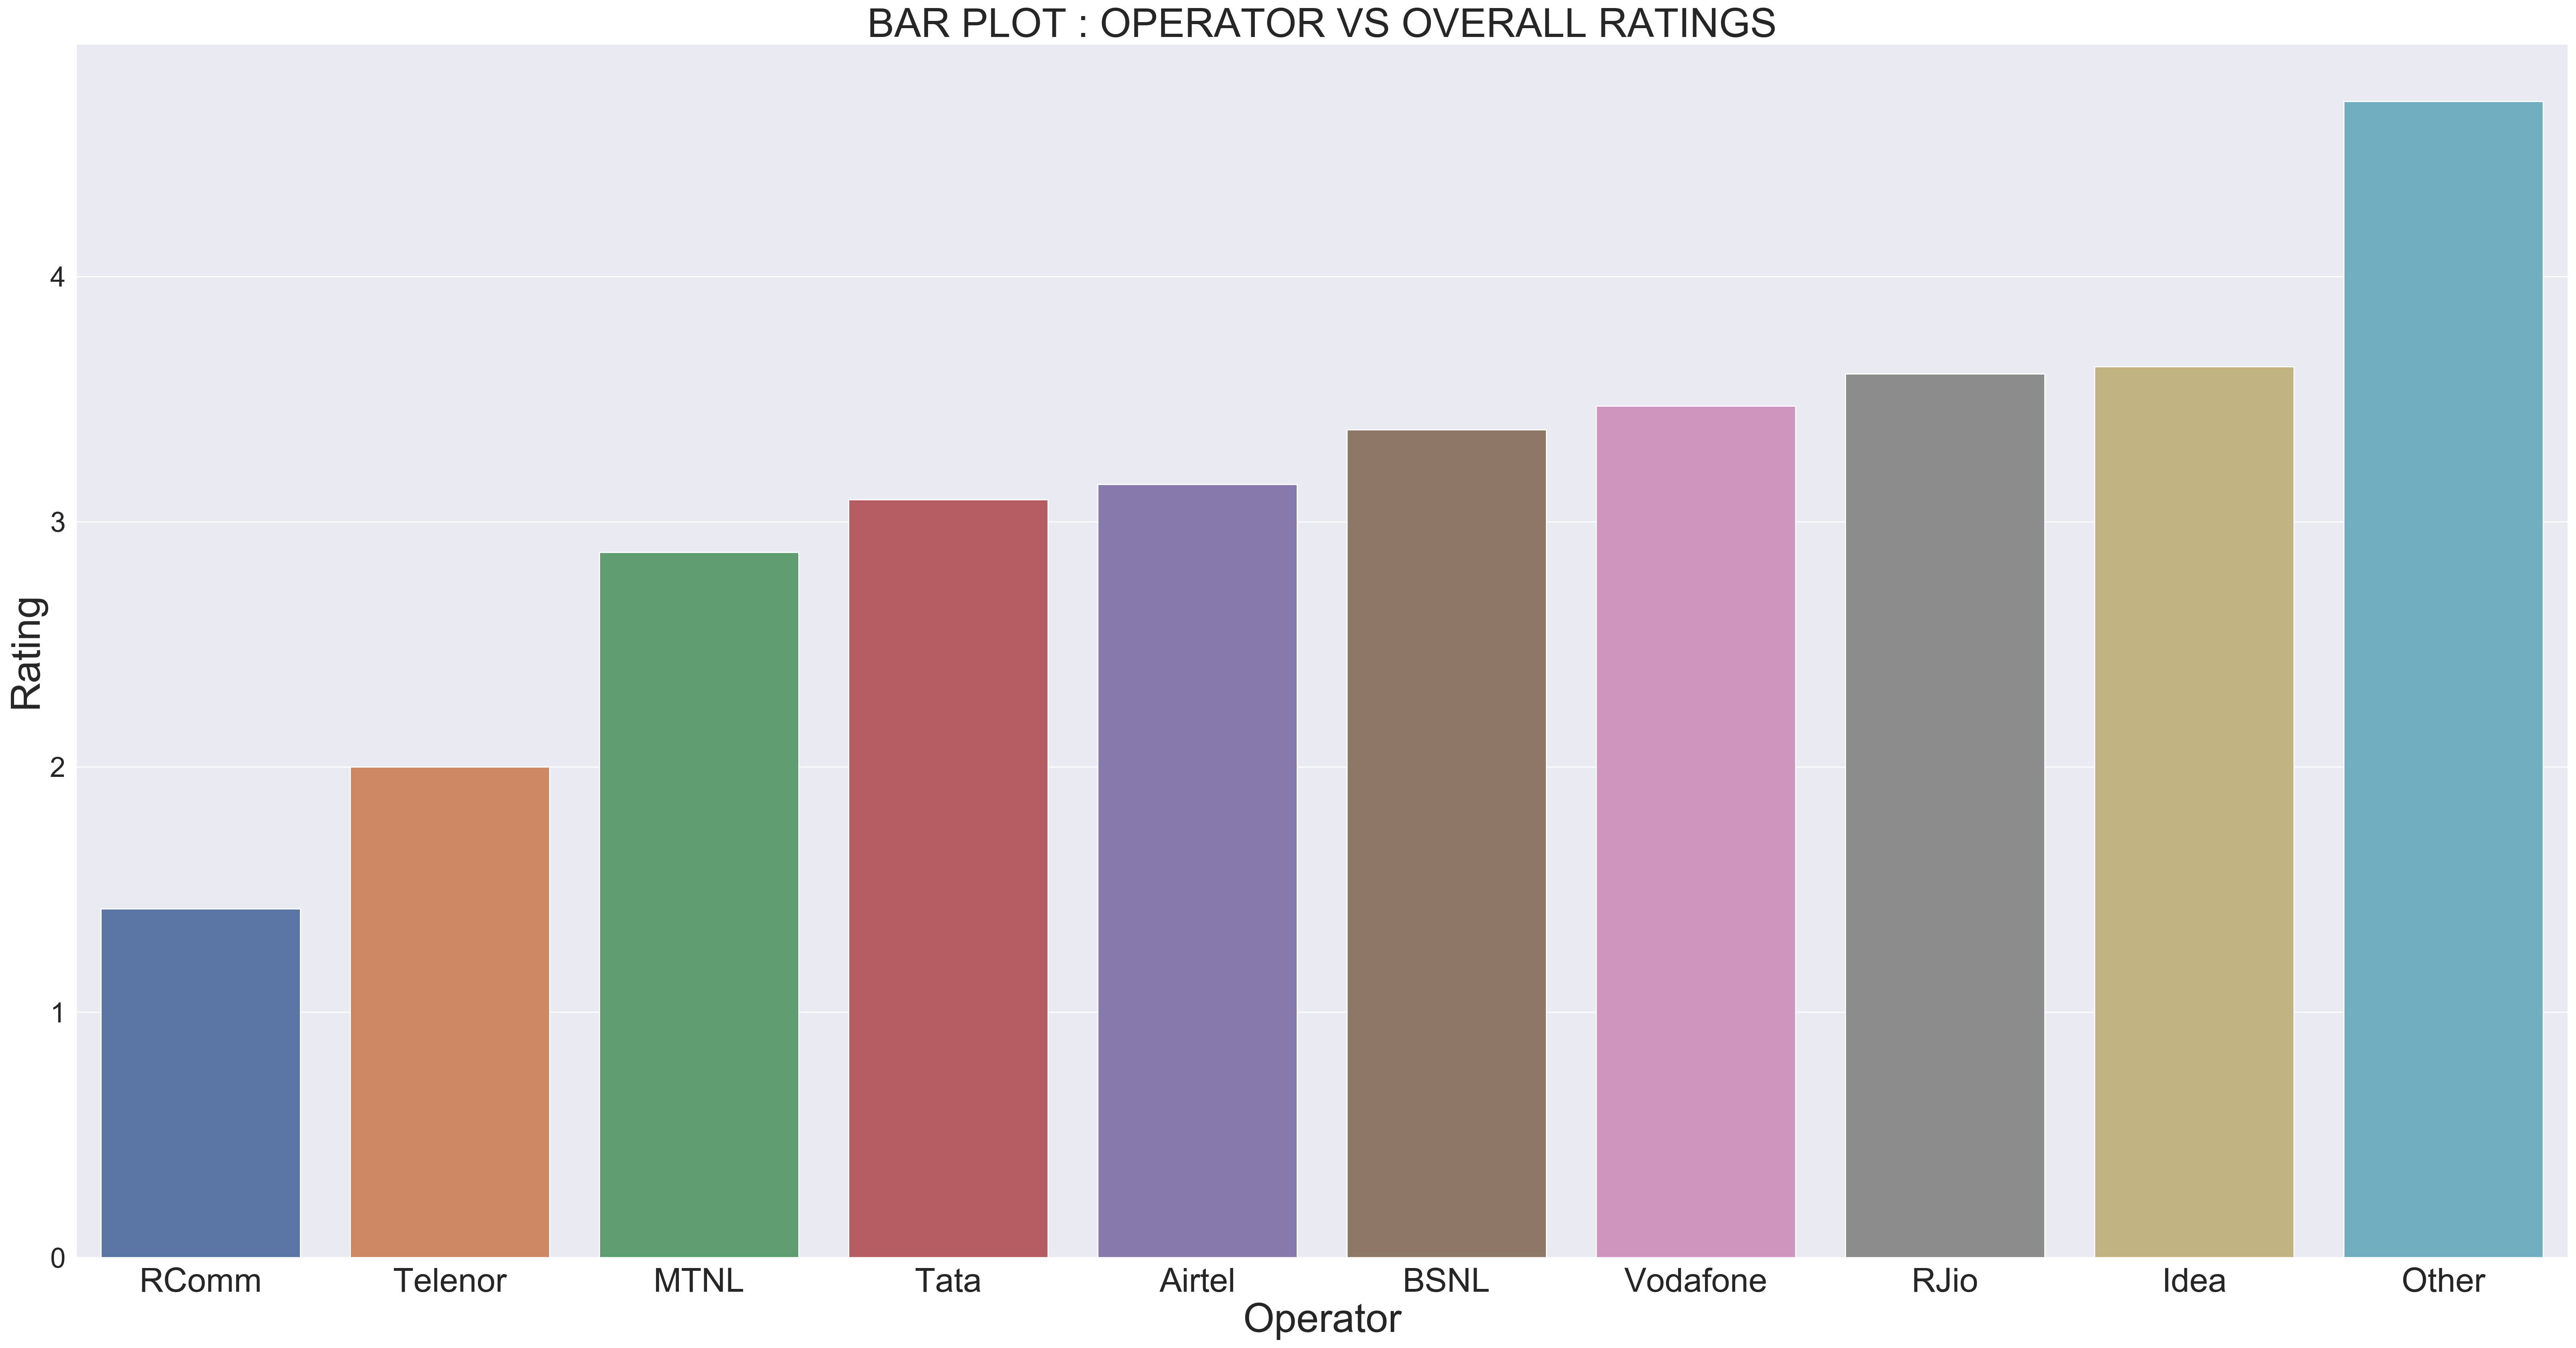 BAR PLOT : OPERATOR VS OVERALL RATINGS
Rating
4
3
2
1
0
RComm Telenor MTNL Tata Airtel BSNL Vodafone RJio Idea Other
Operator